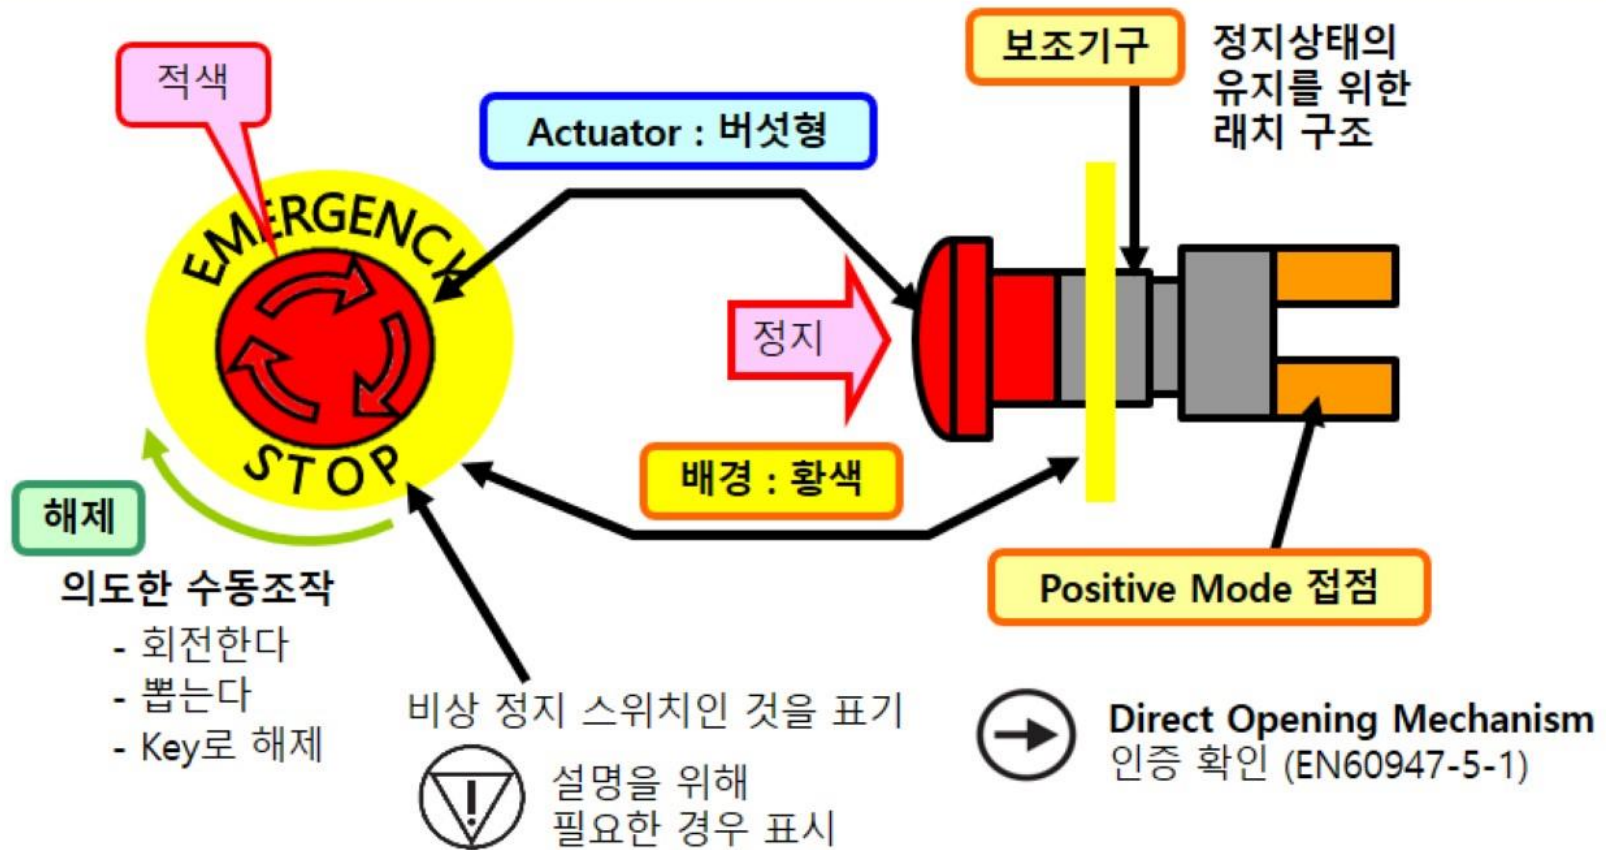 적색
Actuator : 버섯형
보조기구
정지상태의
유지를 위한
래치 구조
EMERGENCY
STOP
정지
배경 : 황색
해제
의도한 수동조작
- 회전한다
- 뽑는다
- Key로 해제
비상 정지 스위치인 것을 표기
!
설명을 위해
필요한 경우 표시
Positive Mode 접점
Direct Opening Mechanism
인증 확인 (EN60947-5-1)